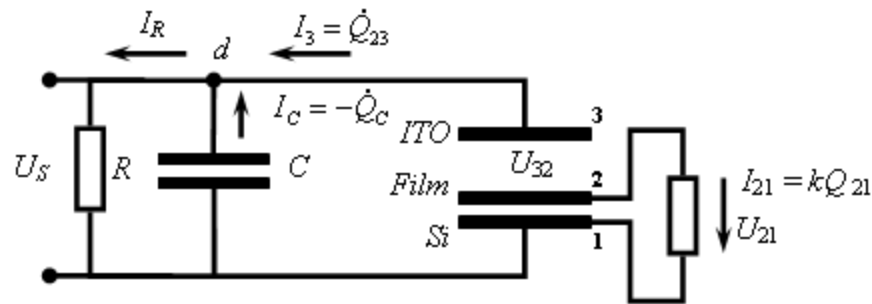 I_R
d
I_3 = Q̇_23
I_C = −Q̇_C
3
ITO
U_32
U_S
R
C
Film
2
I_21 = kQ_21
Si
1
U_21